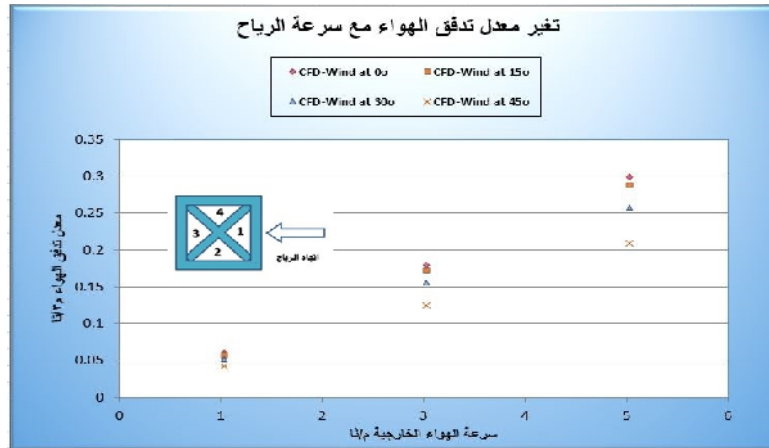 تغير معدل تدفق الهواء مع سرعة الرياح
CFD-Wind at 0o CFD-Wind at 15o
CFD-Wind at 30o CFD-Wind at 45o
0.35
0.3
0.25
0.2
0.15
0.1
0.05
0
معدل تدفق الهواء م٣/ثا
4
3 1
2
اتجاه الرياح
0 1 2 3 4 5 6
سرعة الهواء الخارجية م/ثا